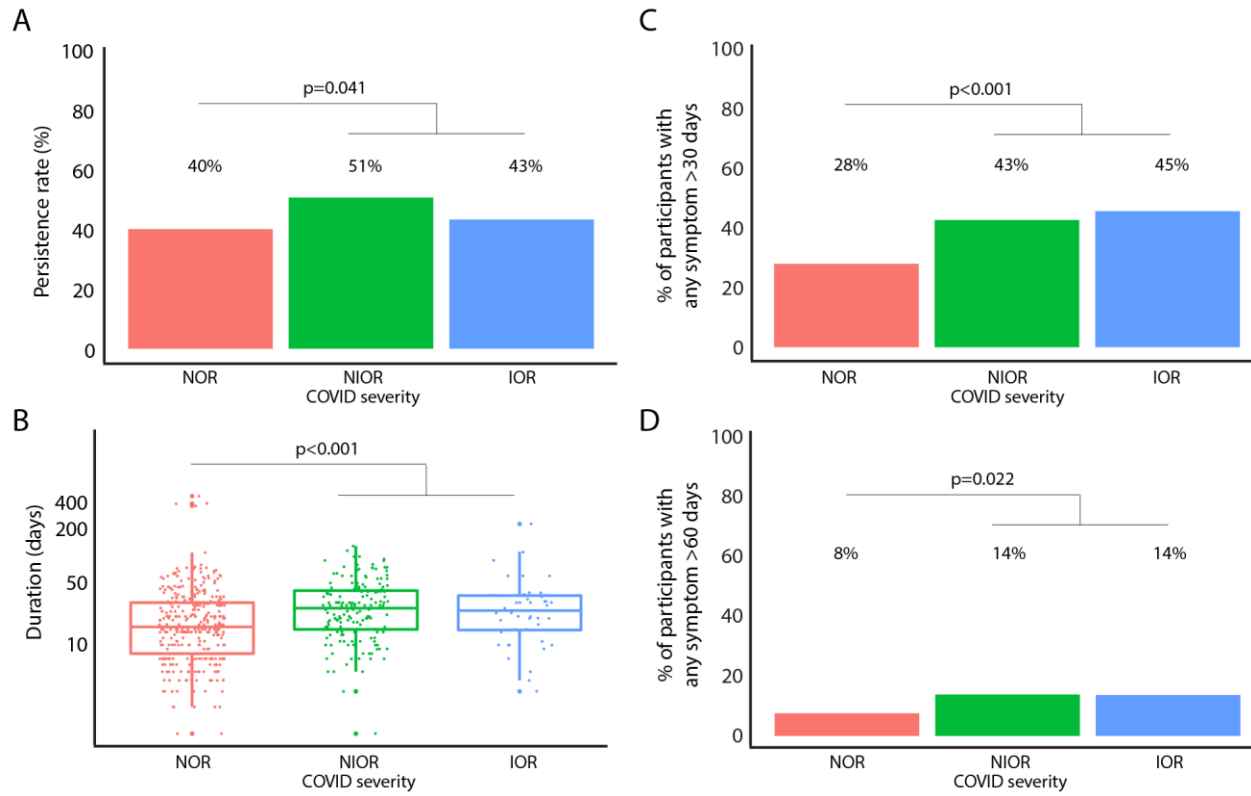 A
Persistence rate (%)
100
80
60
40
20
0
p=0.041
40%
51%
43%
NOR
NIOR
IOR
COVID severity
B
Duration (days)
400
200
50
10
p<0.001
NOR
NIOR
IOR
COVID severity
C
% of participants with
any symptom >30 days
100
80
60
40
20
0
p<0.001
28%
43%
45%
NOR
NIOR
IOR
COVID severity
D
% of participants with
any symptom >60 days
100
80
60
40
20
0
p=0.022
8%
14%
14%
NOR
NIOR
IOR
COVID severity